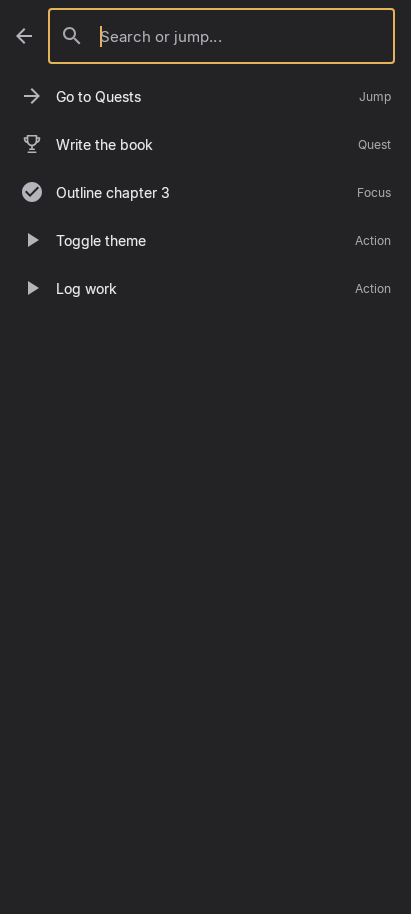 Search or jump...
Go to Quests Jump
Write the book Quest
Outline chapter 3 Focus
Toggle theme Action
Log work Action